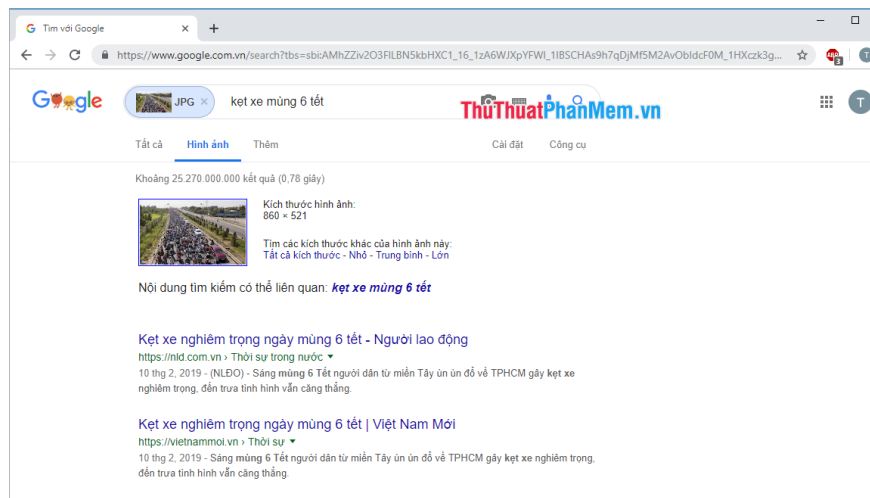 Tìm với Google
https://www.google.com.vn/search?tbs=sbi:AMhZZiv2O3FlLBN5kbHXC1_16_1zA6WJXpYFWl_1IBSCHAs9h7qDjMf5M2AvObIdcF0M_1HXczk3g...
ABP
3
T
Google JPG × kẹt xe mùng 6 tết
ThuThuatPhanMem.vn
T
Tất cả Hình ảnh Thêm Cài đặt Công cụ
Khoảng 25.270.000.000 kết quả (0,78 giây)
Kích thước hình ảnh:
860 × 521
Tìm các kích thước khác của hình ảnh này:
Tất cả kích thước - Nhỏ - Trung bình - Lớn
Nội dung tìm kiếm có thể liên quan: kẹt xe mùng 6 tết
Kẹt xe nghiêm trọng ngày mùng 6 tết - Người lao động
https://nld.com.vn › Thời sự trong nước
10 thg 2, 2019 - (NLĐO) - Sáng mùng 6 Tết người dân từ miền Tây ùn ùn đổ về TPHCM gây kẹt xe
nghiêm trọng, đến trưa tình hình vẫn căng thẳng.
Kẹt xe nghiêm trọng ngày mùng 6 tết | Việt Nam Mới
https://vietnammoi.vn › Thời sự
10 thg 2, 2019 - Sáng mùng 6 Tết người dân từ miền Tây ùn ùn đổ về TPHCM gây kẹt xe nghiêm trọng,
đến trưa tình hình vẫn căng thẳng.